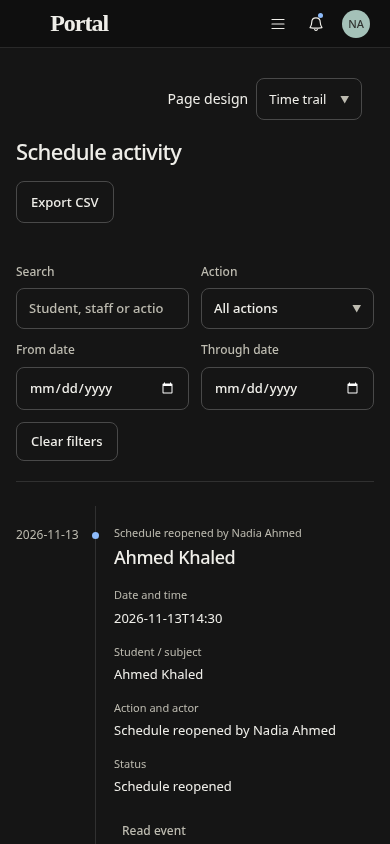 Portal
NA
Page design
Time trail
Schedule activity
Export CSV
Search
Action
Student, staff or actio
All actions
From date
Through date
mm/dd/yyyy
mm/dd/yyyy
Clear filters
2026-11-13
Schedule reopened by Nadia Ahmed
Ahmed Khaled
Date and time
2026-11-13T14:30
Student / subject
Ahmed Khaled
Action and actor
Schedule reopened by Nadia Ahmed
Status
Schedule reopened
Read event